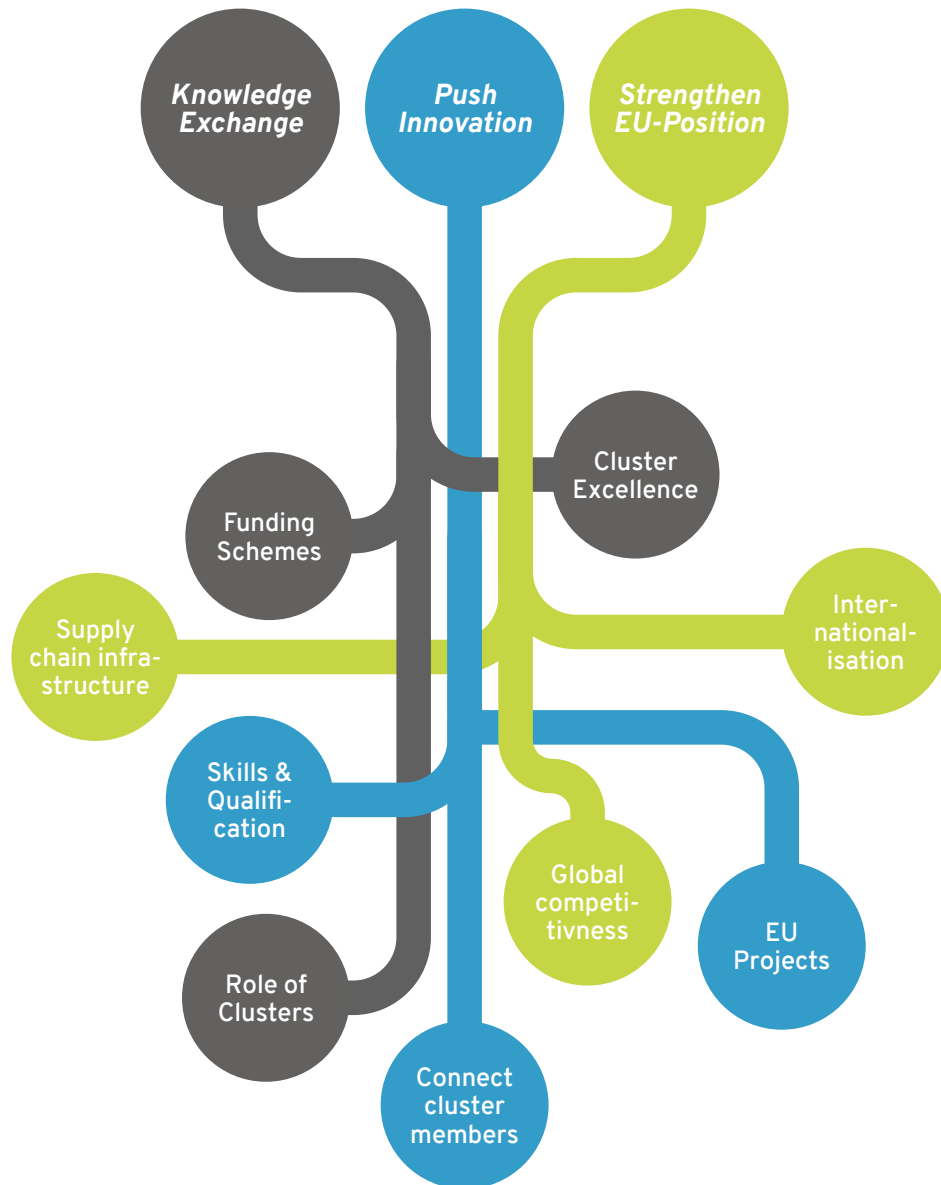 Knowledge
Exchange
Push
Innovation
Strengthen
EU-Position
Cluster
Excellence
Funding
Schemes
Supply
chain infra-
structure
Inter-
national-
isation
Skills &
Qualifi-
cation
Global
competi-
tivness
EU
Projects
Role of
Clusters
Connect
cluster
members